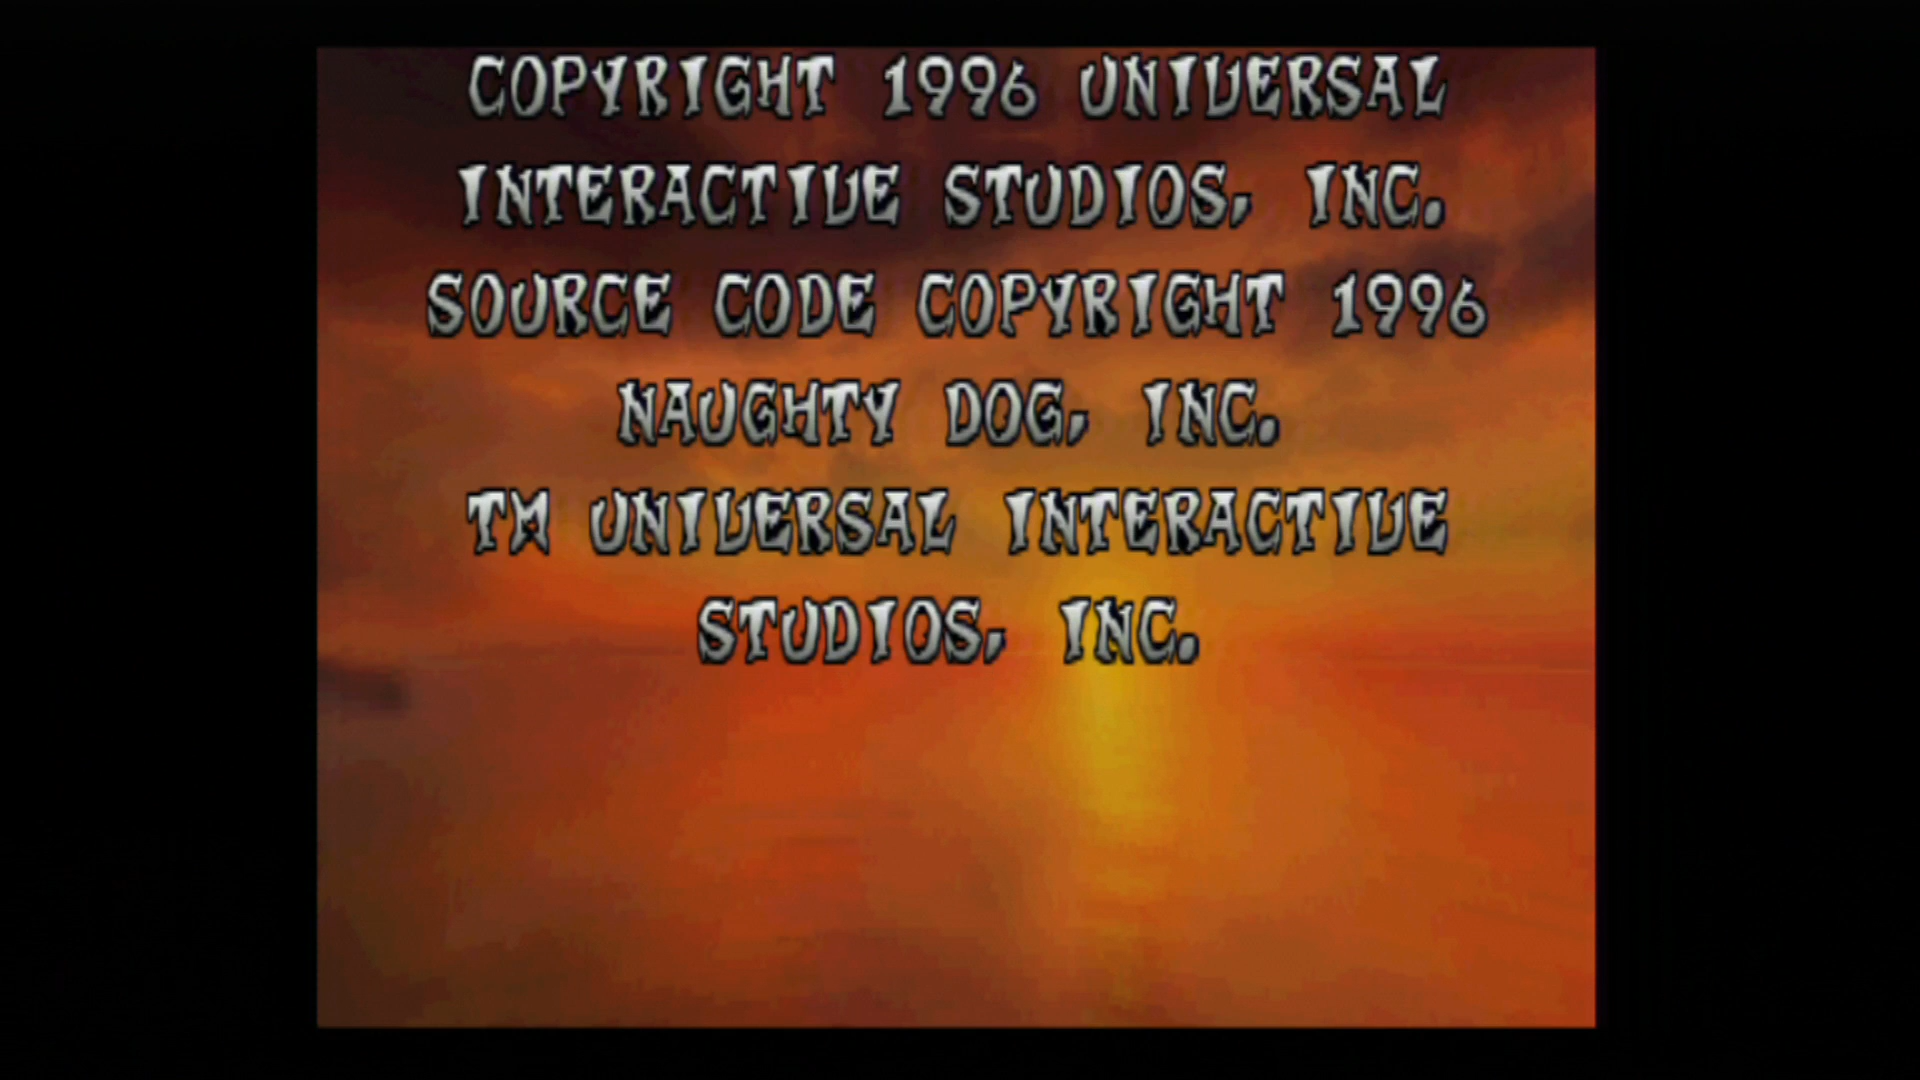 COPYRIGHT 1996 UNIVERSAL
INTERACTIVE STUDIOS, INC.
SOURCE CODE COPYRIGHT 1996
NAUGHTY DOG, INC.
TM UNIVERSAL INTERACTIVE
STUDIOS, INC.